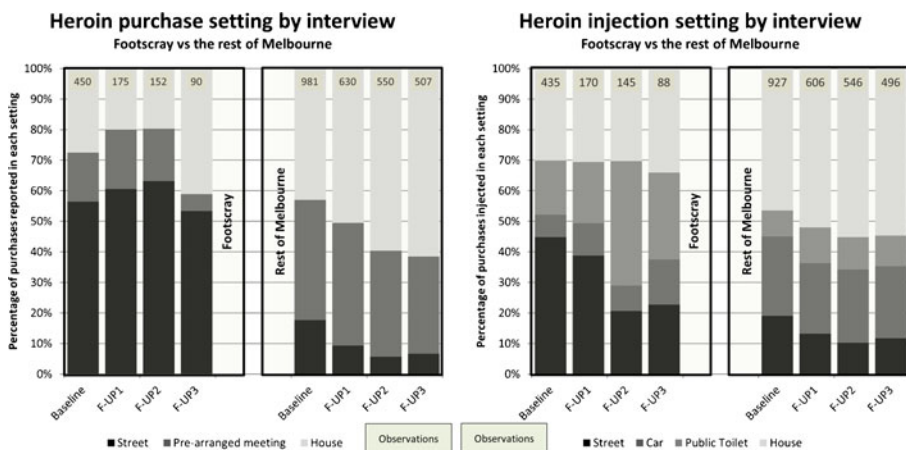 Heroin purchase setting by interview
Footscray vs the rest of Melbourne
Percentage of purchases reported in each setting
100%
90%
80%
70%
60%
50%
40%
30%
20%
10%
0%
450 175 152 90
Footscray
Rest of Melbourne
981 630 550 507
Baseline F-UP1 F-UP2 F-UP3
Baseline F-UP1 F-UP2 F-UP3
Street Pre-arranged meeting House
Observations
Heroin injection setting by interview
Footscray vs the rest of Melbourne
Percentage of purchases injected in each setting
100%
90%
80%
70%
60%
50%
40%
30%
20%
10%
0%
435 170 145 88
Footscray
Rest of Melbourne
927 606 546 496
Baseline F-UP1 F-UP2 F-UP3
Baseline F-UP1 F-UP2 F-UP3
Observations
Street Car Public Toilet House